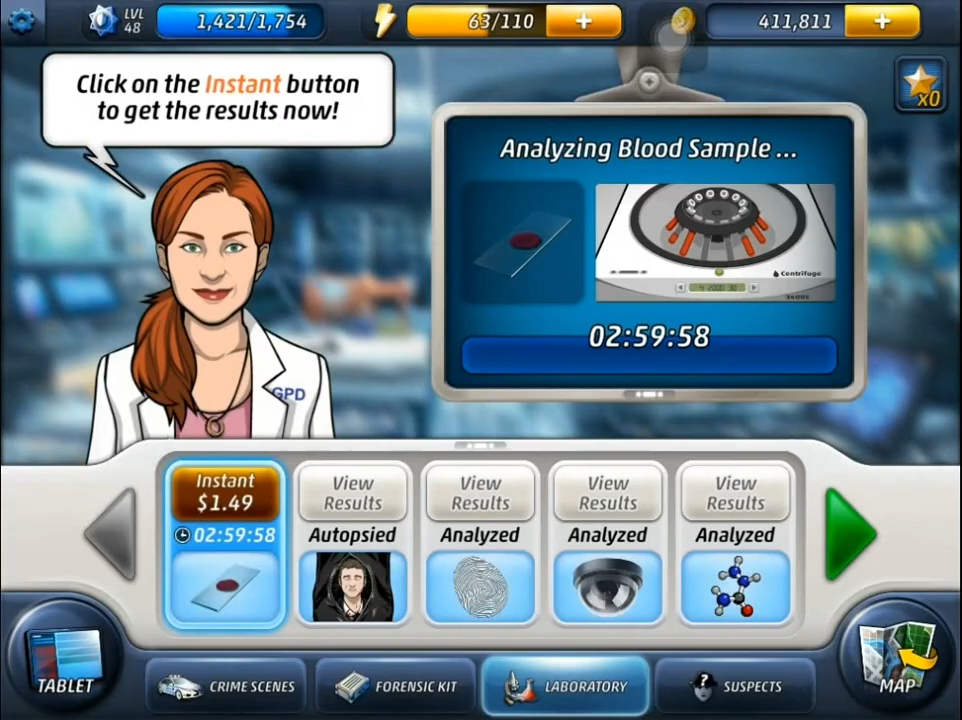 LVL
48
1,421/1,754
63/110
411,811
x0
Click on the Instant button
to get the results now!
Analyzing Blood Sample ...
Centrifuge
02:59:58
GPD
Instant
$1.49
02:59:58
View
Results
Autopsied
View
Results
Analyzed
View
Results
Analyzed
View
Results
Analyzed
TABLET
CRIME SCENES
FORENSIC KIT
LABORATORY
?
SUSPECTS
MAP